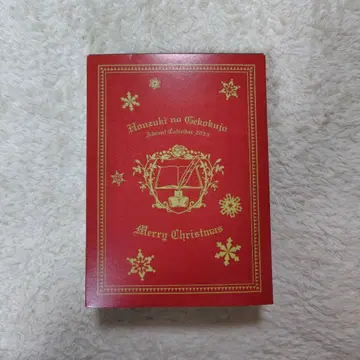 Honzuki no Gekokujo
Advent Calendar 2023
Merry Christmas